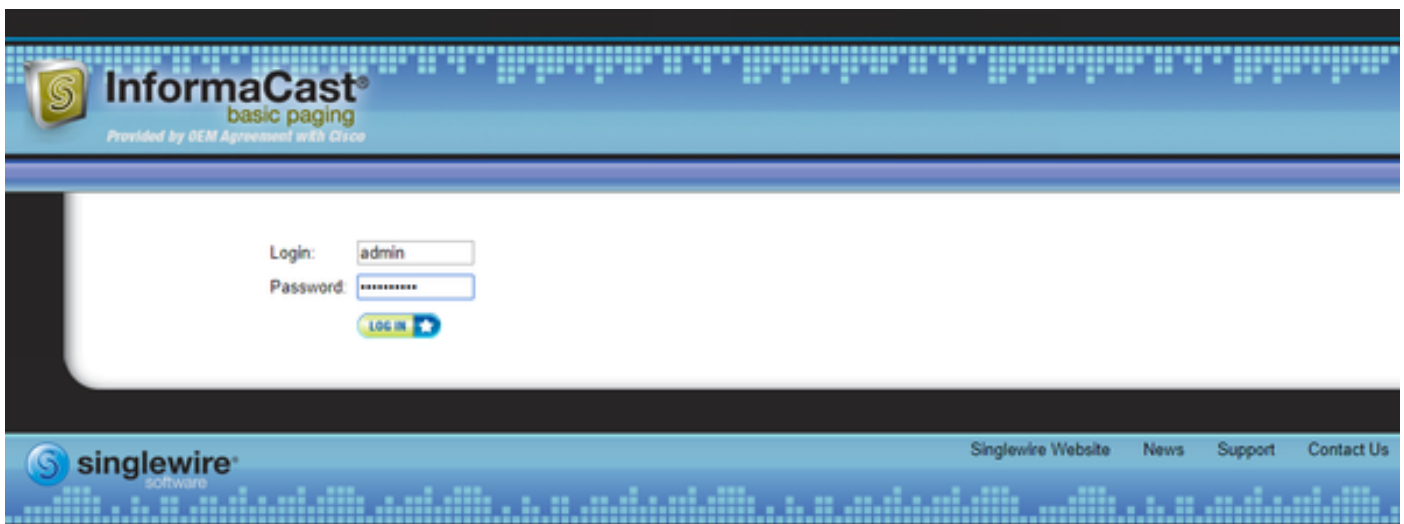 InformaCast®
basic paging
Provided by OEM Agreement with Cisco
Login: admin
Password: ••••••••••
LOG IN
singlewire®
software
Singlewire Website News Support Contact Us